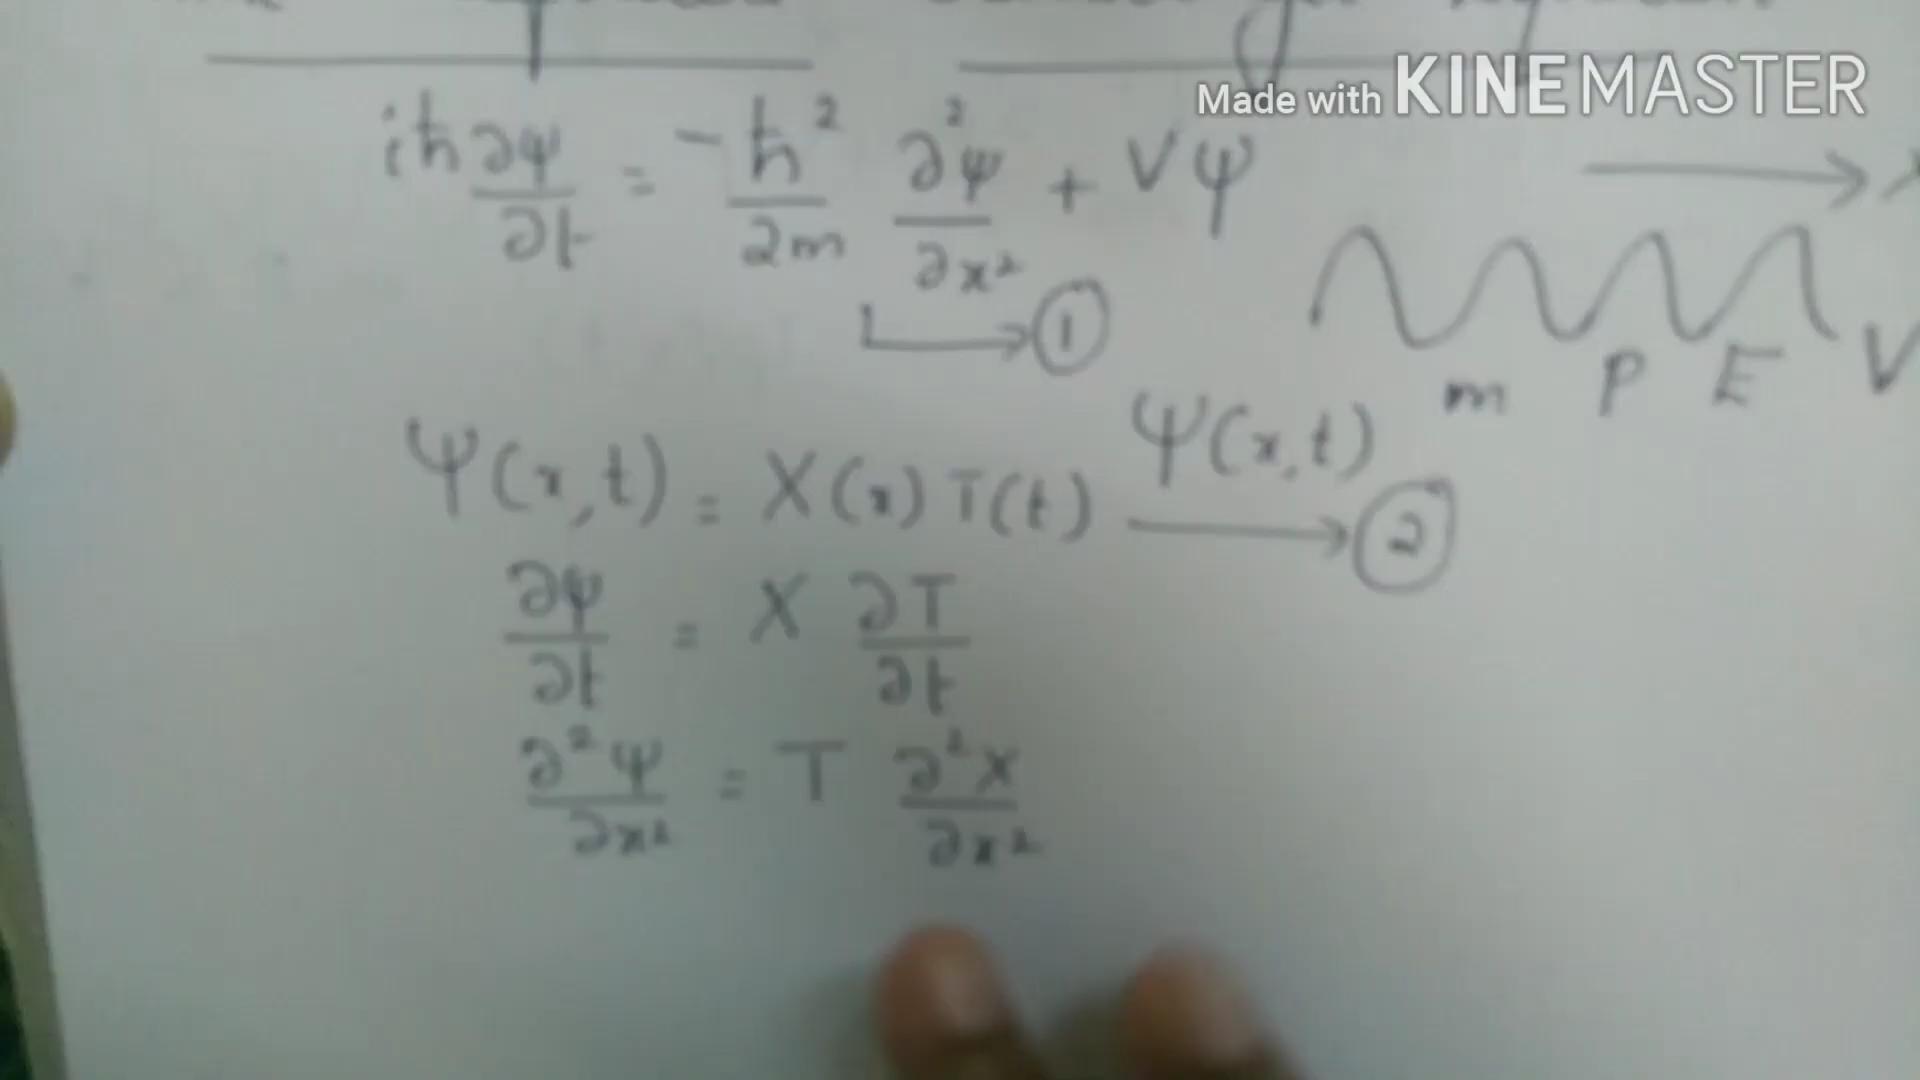 Made with KINEMASTER
iħ ∂ψ/∂t = -ħ²/2m ∂²ψ/∂x² + Vψ
→ ①
m P E V
ψ(x,t)
ψ(x,t) = X(x) T(t) → ②
∂ψ/∂t = X ∂T/∂t
∂²ψ/∂x² = T ∂²X/∂x²